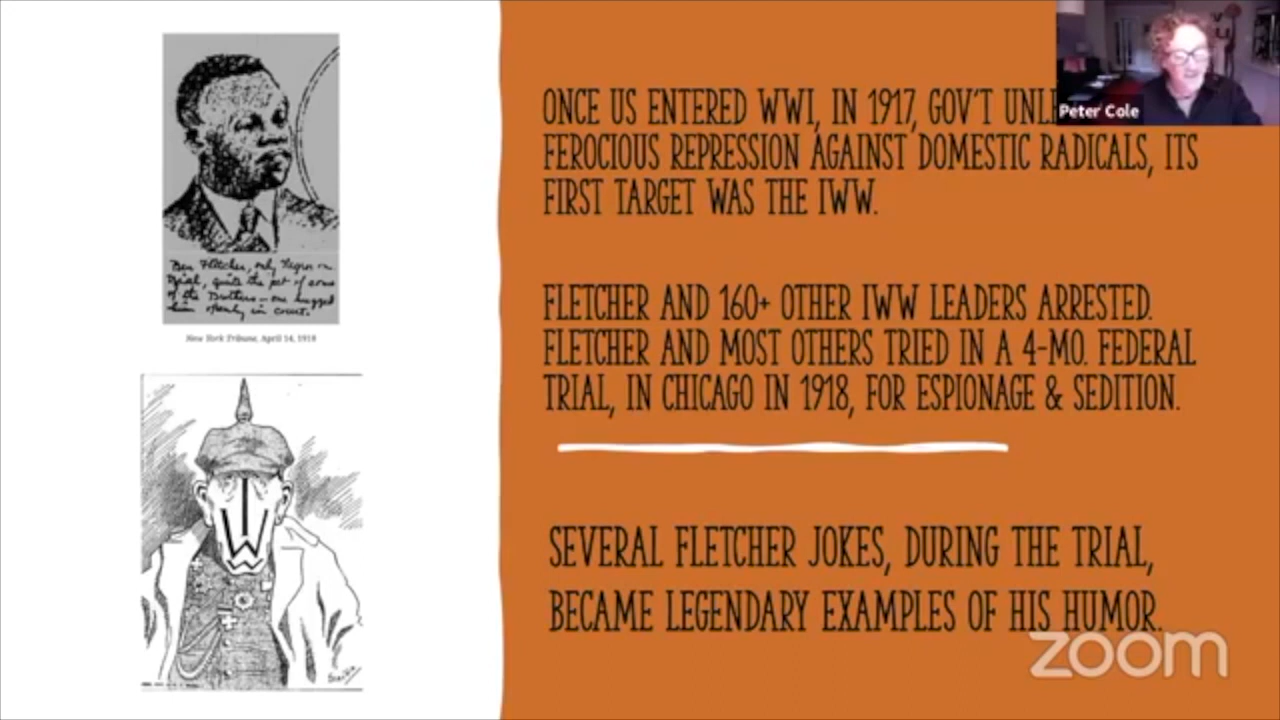 Ben Fletcher, only Negro on
trial, quite the pet of some
of the Brothers — one hugged
him openly in court.
New York Tribune, April 14, 1918
IWW
ONCE US ENTERED WWI, IN 1917, GOV'T
FEROCIOUS REPRESSION AGAINST DOMESTIC RADICALS, ITS
FIRST TARGET WAS THE IWW.
FLETCHER AND 160+ OTHER IWW LEADERS ARRESTED.
FLETCHER AND MOST OTHERS TRIED IN A 4-MO. FEDERAL
TRIAL, IN CHICAGO IN 1918, FOR ESPIONAGE & SEDITION.
SEVERAL FLETCHER JOKES, DURING THE TRIAL,
BECAME LEGENDARY EXAMPLES OF HIS HUMOR.
Peter Cole
zoom